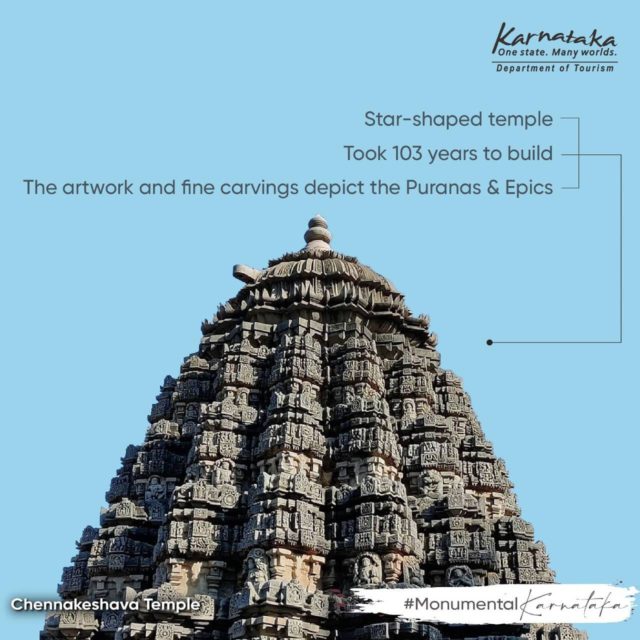 Karnataka
One state. Many worlds.
Department of Tourism
Star-shaped temple
Took 103 years to build
The artwork and fine carvings depict the Puranas & Epics
Chennakeshava Temple
#MonumentalKarnataka